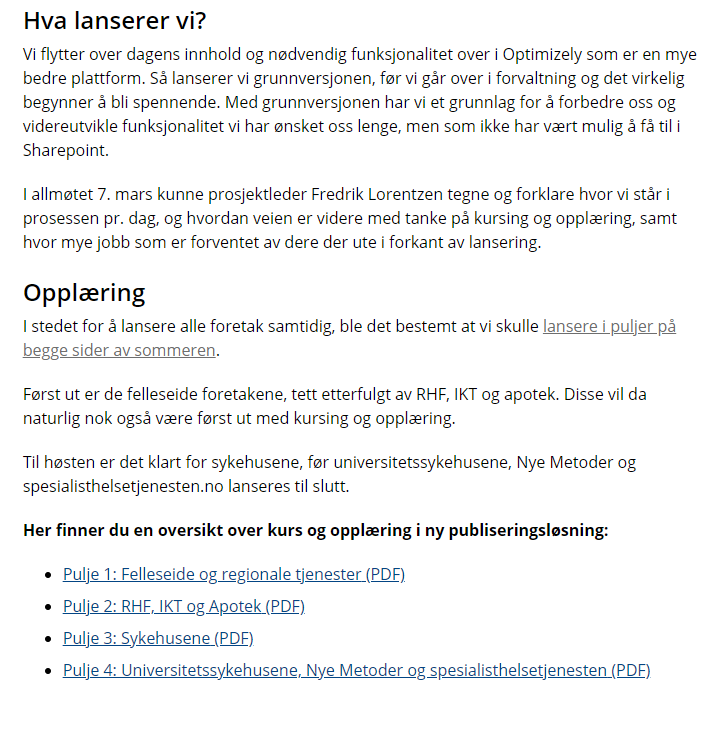 Hva lanserer vi?
Vi flytter over dagens innhold og nødvendig funksjonalitet over i Optimizely som er en mye
bedre plattform. Så lanserer vi grunnversjonen, før vi går over i forvaltning og det virkelig
begynner å bli spennende. Med grunnversjonen har vi et grunnlag for å forbedre oss og
videreutvikle funksjonalitet vi har ønsket oss lenge, men som ikke har vært mulig å få til i
Sharepoint.
I allmøtet 7. mars kunne prosjektleder Fredrik Lorentzen tegne og forklare hvor vi står i
prosessen pr. dag, og hvordan veien er videre med tanke på kursing og opplæring, samt
hvor mye jobb som er forventet av dere der ute i forkant av lansering.
Opplæring
I stedet for å lansere alle foretak samtidig, ble det bestemt at vi skulle lansere i puljer på
begge sider av sommeren.
Først ut er de felleseide foretakene, tett etterfulgt av RHF, IKT og apotek. Disse vil da
naturlig nok også være først ut med kursing og opplæring.
Til høsten er det klart for sykehusene, før universitetssykehusene, Nye Metoder og
spesialisthelsetjenesten.no lanseres til slutt.
Her finner du en oversikt over kurs og opplæring i ny publiseringsløsning:
• Pulje 1: Felleseide og regionale tjenester (PDF)
• Pulje 2: RHF, IKT og Apotek (PDF)
• Pulje 3: Sykehusene (PDF)
• Pulje 4: Universitetssykehusene, Nye Metoder og spesialisthelsetjenesten (PDF)